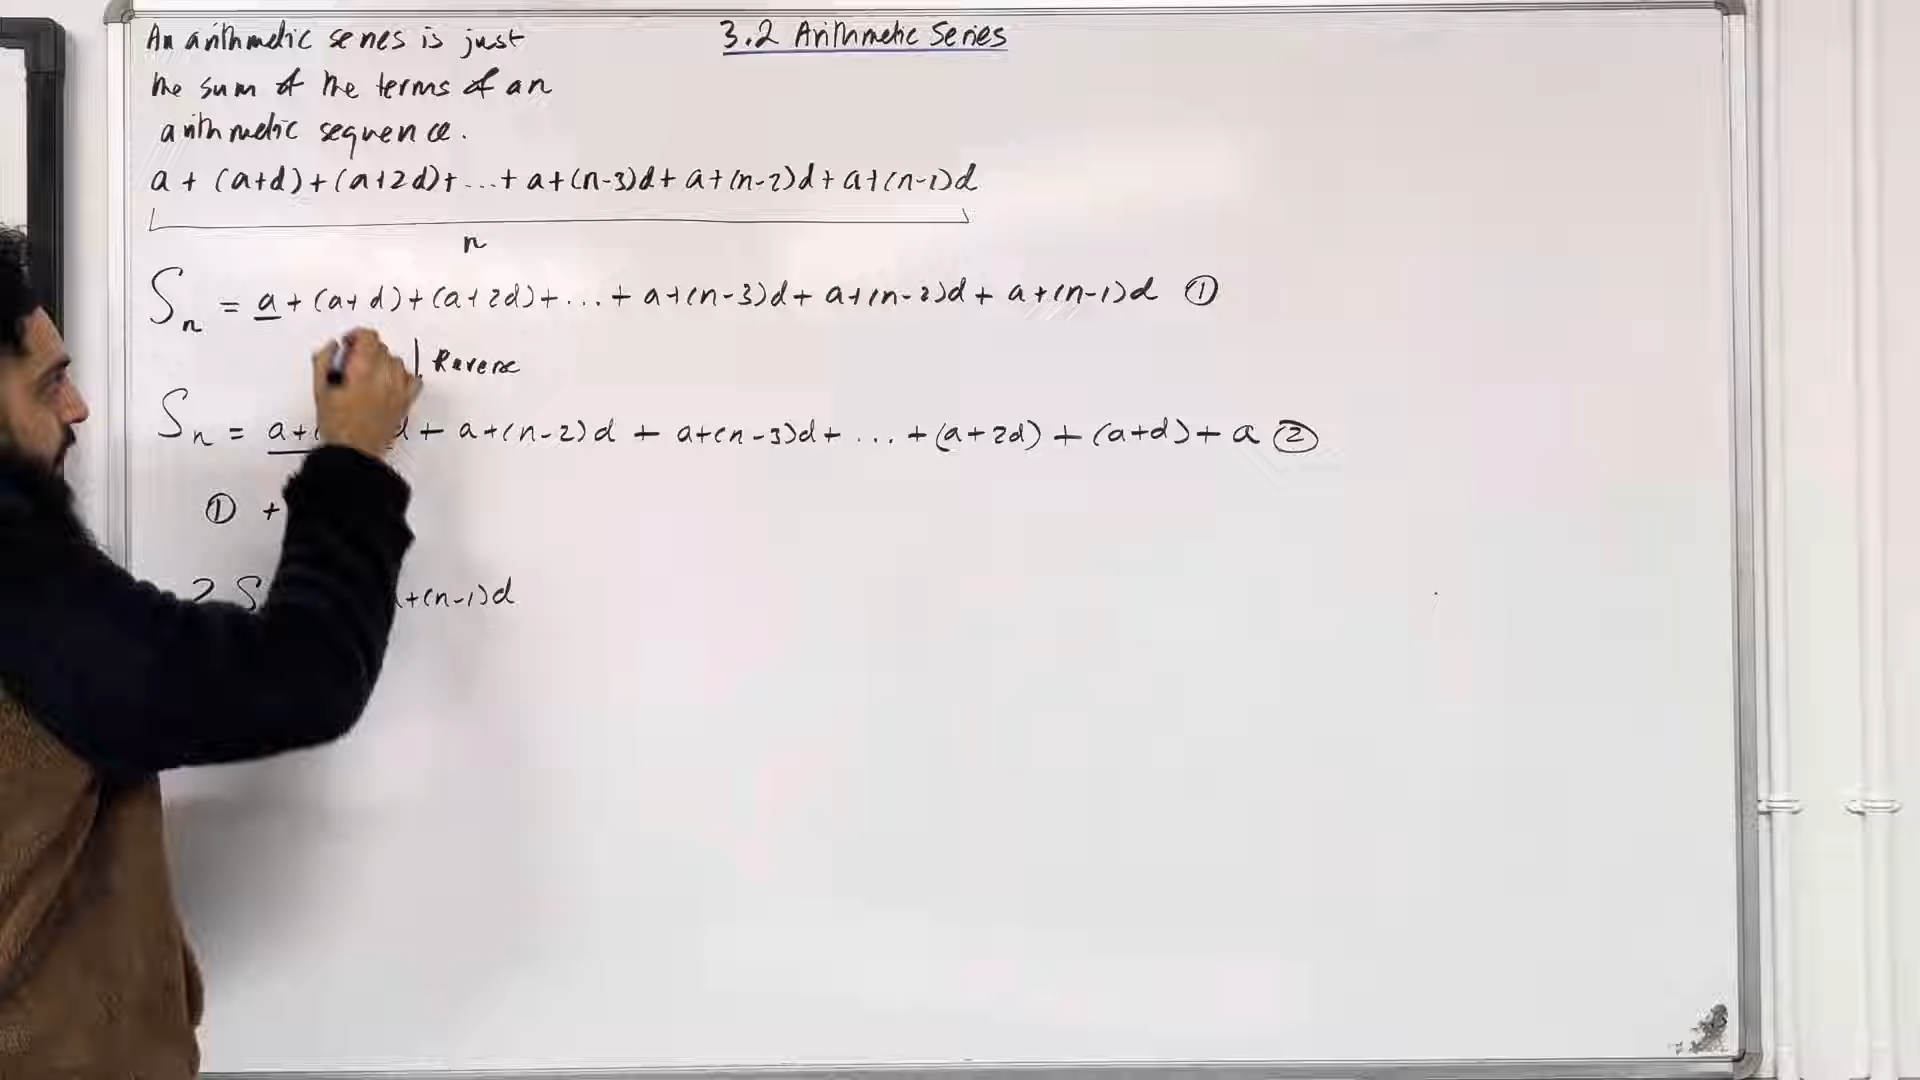 3.2 Arithmetic Series
An arithmetic series is just
the sum of the terms of an
arithmetic sequence.
a + (a+d) + (a+2d) + ... + a+(n-3)d + a+(n-2)d + a+(n-1)d
n
Sn = a + (a+d) + (a+2d) + ... + a+(n-3)d + a+(n-2)d + a+(n-1)d ①
Reverse
Sn = a+ d + a+(n-2)d + a+(n-3)d + ... + (a+2d) + (a+d) + a ②
① +
2 S +(n-1)d